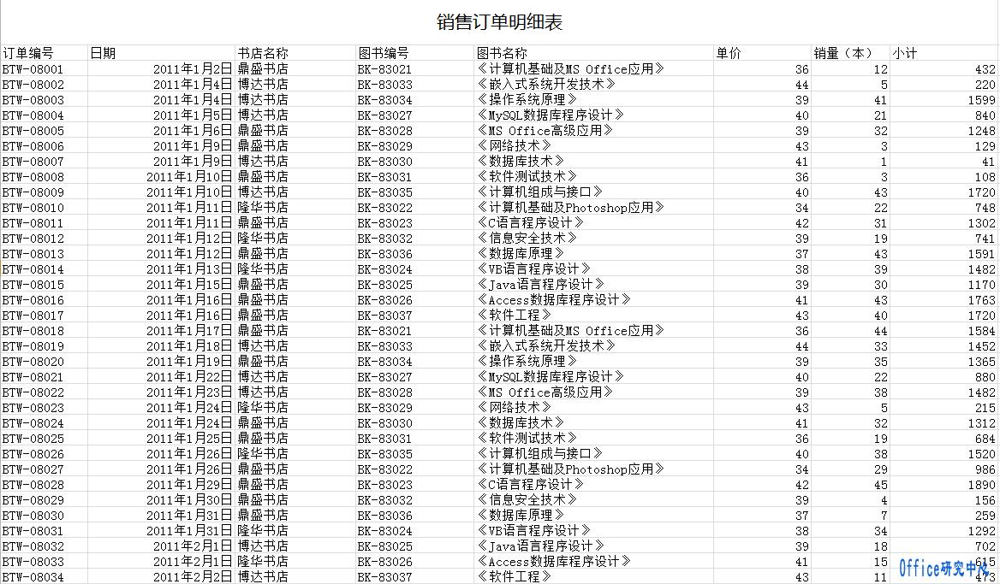 销售订单明细表
订单编号 日期 书店名称 图书编号 图书名称 单价 销量（本） 小计
BTW-08001 2011年1月2日 鼎盛书店 BK-83021 《计算机基础及MS Office应用》 36 12 432
BTW-08002 2011年1月4日 博达书店 BK-83033 《嵌入式系统开发技术》 44 5 220
BTW-08003 2011年1月4日 博达书店 BK-83034 《操作系统原理》 39 41 1599
BTW-08004 2011年1月5日 博达书店 BK-83027 《MySQL数据库程序设计》 40 21 840
BTW-08005 2011年1月6日 鼎盛书店 BK-83028 《MS Office高级应用》 39 32 1248
BTW-08006 2011年1月9日 鼎盛书店 BK-83029 《网络技术》 43 3 129
BTW-08007 2011年1月9日 博达书店 BK-83030 《数据库技术》 41 1 41
BTW-08008 2011年1月10日 鼎盛书店 BK-83031 《软件测试技术》 36 3 108
BTW-08009 2011年1月10日 博达书店 BK-83035 《计算机组成与接口》 40 43 1720
BTW-08010 2011年1月11日 隆华书店 BK-83022 《计算机基础及Photoshop应用》 34 22 748
BTW-08011 2011年1月11日 鼎盛书店 BK-83023 《C语言程序设计》 42 31 1302
BTW-08012 2011年1月12日 隆华书店 BK-83032 《信息安全技术》 39 19 741
BTW-08013 2011年1月12日 鼎盛书店 BK-83036 《数据库原理》 37 43 1591
BTW-08014 2011年1月13日 隆华书店 BK-83024 《VB语言程序设计》 38 39 1482
BTW-08015 2011年1月15日 鼎盛书店 BK-83025 《Java语言程序设计》 39 30 1170
BTW-08016 2011年1月16日 鼎盛书店 BK-83026 《Access数据库程序设计》 41 43 1763
BTW-08017 2011年1月16日 鼎盛书店 BK-83037 《软件工程》 43 40 1720
BTW-08018 2011年1月17日 鼎盛书店 BK-83021 《计算机基础及MS Office应用》 36 44 1584
BTW-08019 2011年1月18日 博达书店 BK-83033 《嵌入式系统开发技术》 44 33 1452
BTW-08020 2011年1月19日 鼎盛书店 BK-83034 《操作系统原理》 39 35 1365
BTW-08021 2011年1月22日 博达书店 BK-83027 《MySQL数据库程序设计》 40 22 880
BTW-08022 2011年1月23日 博达书店 BK-83028 《MS Office高级应用》 39 38 1482
BTW-08023 2011年1月24日 隆华书店 BK-83029 《网络技术》 43 5 215
BTW-08024 2011年1月24日 鼎盛书店 BK-83030 《数据库技术》 41 32 1312
BTW-08025 2011年1月25日 鼎盛书店 BK-83031 《软件测试技术》 36 19 684
BTW-08026 2011年1月26日 隆华书店 BK-83035 《计算机组成与接口》 40 38 1520
BTW-08027 2011年1月26日 鼎盛书店 BK-83022 《计算机基础及Photoshop应用》 34 29 986
BTW-08028 2011年1月29日 鼎盛书店 BK-83023 《C语言程序设计》 42 45 1890
BTW-08029 2011年1月30日 鼎盛书店 BK-83032 《信息安全技术》 39 4 156
BTW-08030 2011年1月31日 鼎盛书店 BK-83036 《数据库原理》 37 7 259
BTW-08031 2011年1月31日 隆华书店 BK-83024 《VB语言程序设计》 38 34 1292
BTW-08032 2011年2月1日 博达书店 BK-83025 《Java语言程序设计》 39 18 702
BTW-08033 2011年2月1日 隆华书店 BK-83026 《Access数据库程序设计》 41 15 615
BTW-08034 2011年2月2日 博达书店 BK-83037 《软件工程》 43 11 473
Office研究中心